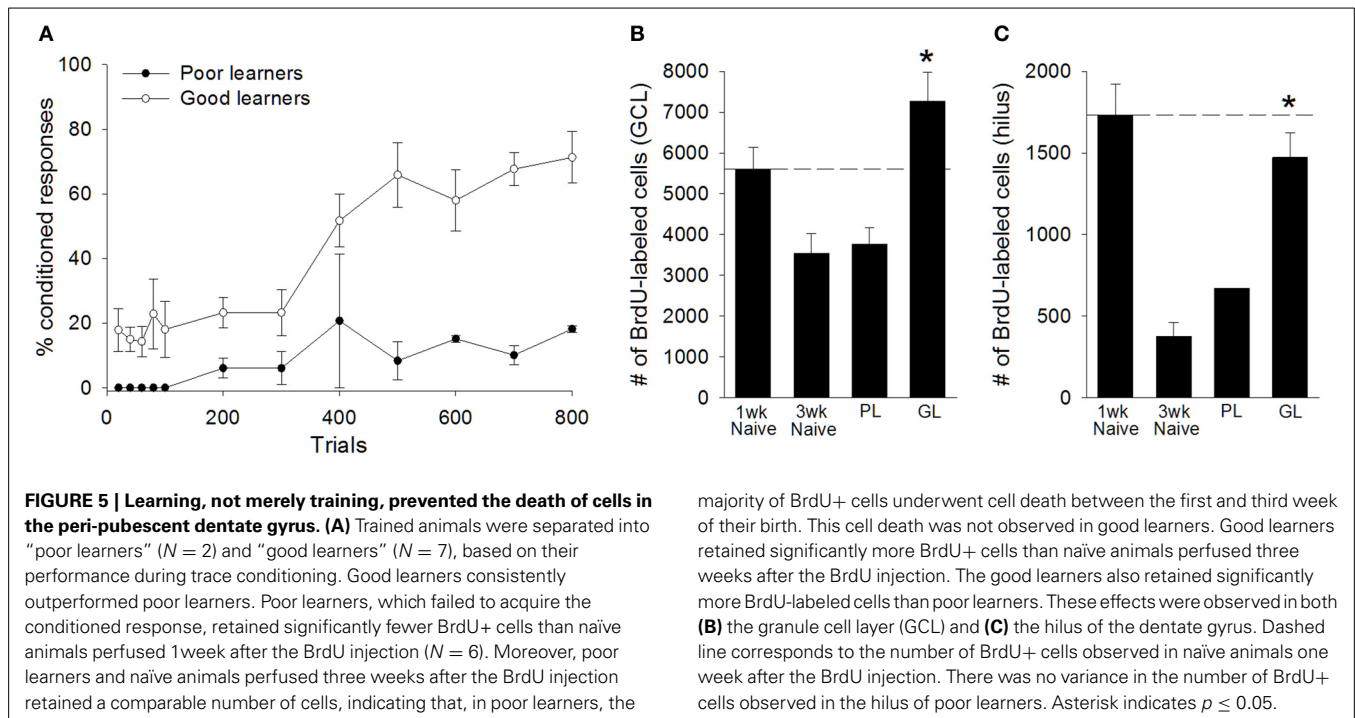 A
100
80
60
40
20
0
% conditioned responses
Poor learners
Good learners
0 200 400 600 800
Trials
B
8000
7000
6000
5000
4000
3000
2000
1000
0
# of BrdU-labeled cells (GCL)
*
1wk 3wk PL GL
Naive Naive
C
2000
1500
1000
500
0
# of BrdU-labeled cells (hilus)
*
1wk 3wk PL GL
Naive Naive
FIGURE 5 | Learning, not merely training, prevented the death of cells in
the peri-pubescent dentate gyrus. (A) Trained animals were separated into
“poor learners” (N = 2) and “good learners” (N = 7), based on their
performance during trace conditioning. Good learners consistently
outperformed poor learners. Poor learners, which failed to acquire the
conditioned response, retained significantly fewer BrdU+ cells than naïve
animals perfused 1 week after the BrdU injection (N = 6). Moreover, poor
learners and naïve animals perfused three weeks after the BrdU injection
retained a comparable number of cells, indicating that, in poor learners, the
majority of BrdU+ cells underwent cell death between the first and third week
of their birth. This cell death was not observed in good learners. Good learners
retained significantly more BrdU+ cells than naïve animals perfused three
weeks after the BrdU injection. The good learners also retained significantly
more BrdU-labeled cells than poor learners. These effects were observed in both
(B) the granule cell layer (GCL) and (C) the hilus of the dentate gyrus. Dashed
line corresponds to the number of BrdU+ cells observed in naïve animals one
week after the BrdU injection. There was no variance in the number of BrdU+
cells observed in the hilus of poor learners. Asterisk indicates p ≤ 0.05.